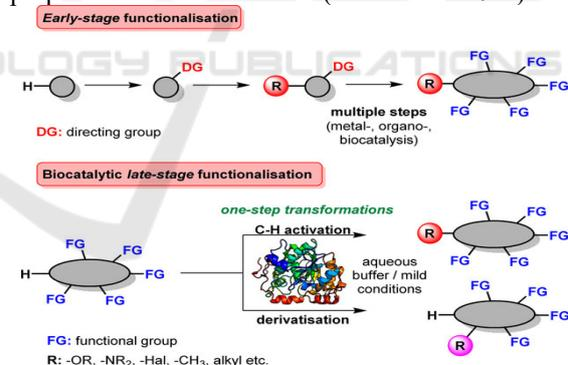 Early-stage functionalisation
DG
DG
H
R
R
FG
FG
FG
FG
FG
multiple steps
(metal-, organo-,
biocatalysis)
DG: directing group
Biocatalytic late-stage functionalisation
one-step transformations
C-H activation
FG
FG
H
FG
FG
FG
aqueous
buffer / mild
conditions
derivatisation
R
FG
FG
FG
FG
FG
H
FG
FG
FG
FG
R
FG: functional group
R: -OR, -NR₂, -Hal, -CH₃, alkyl etc.